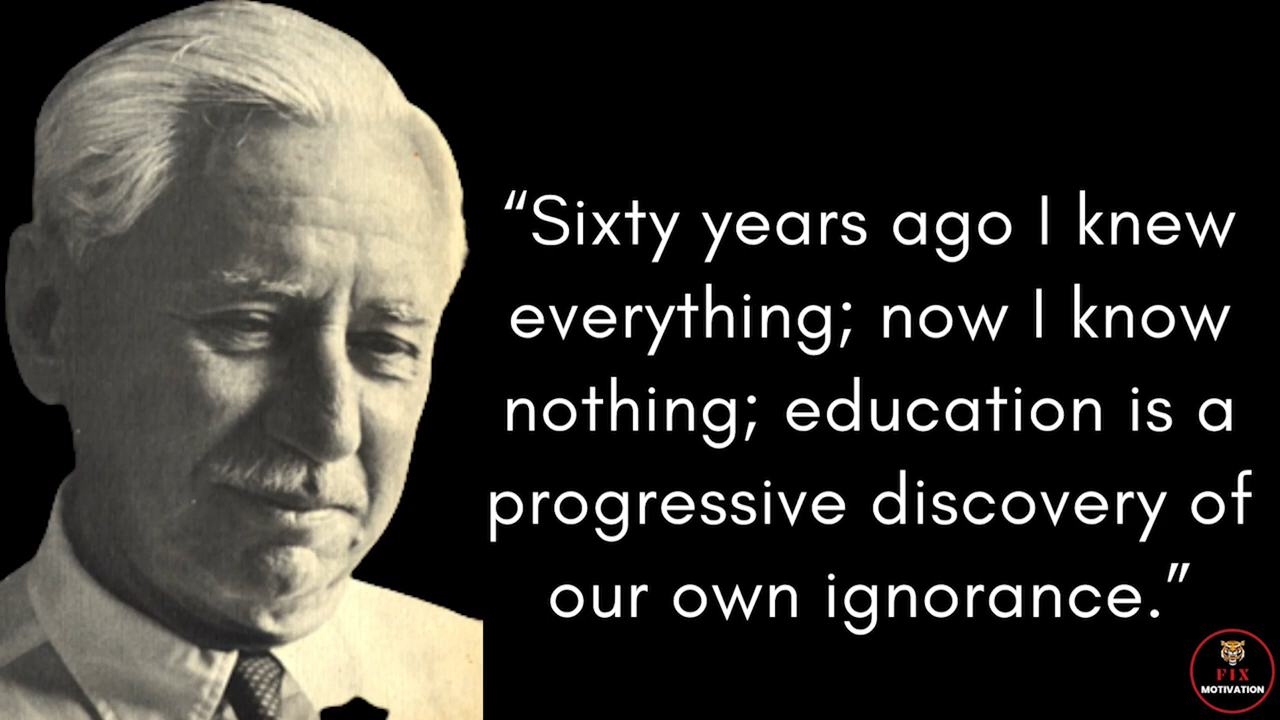 “Sixty years ago I knew
everything; now I know
nothing; education is a
progressive discovery of
our own ignorance.”
FIX
MOTIVATION